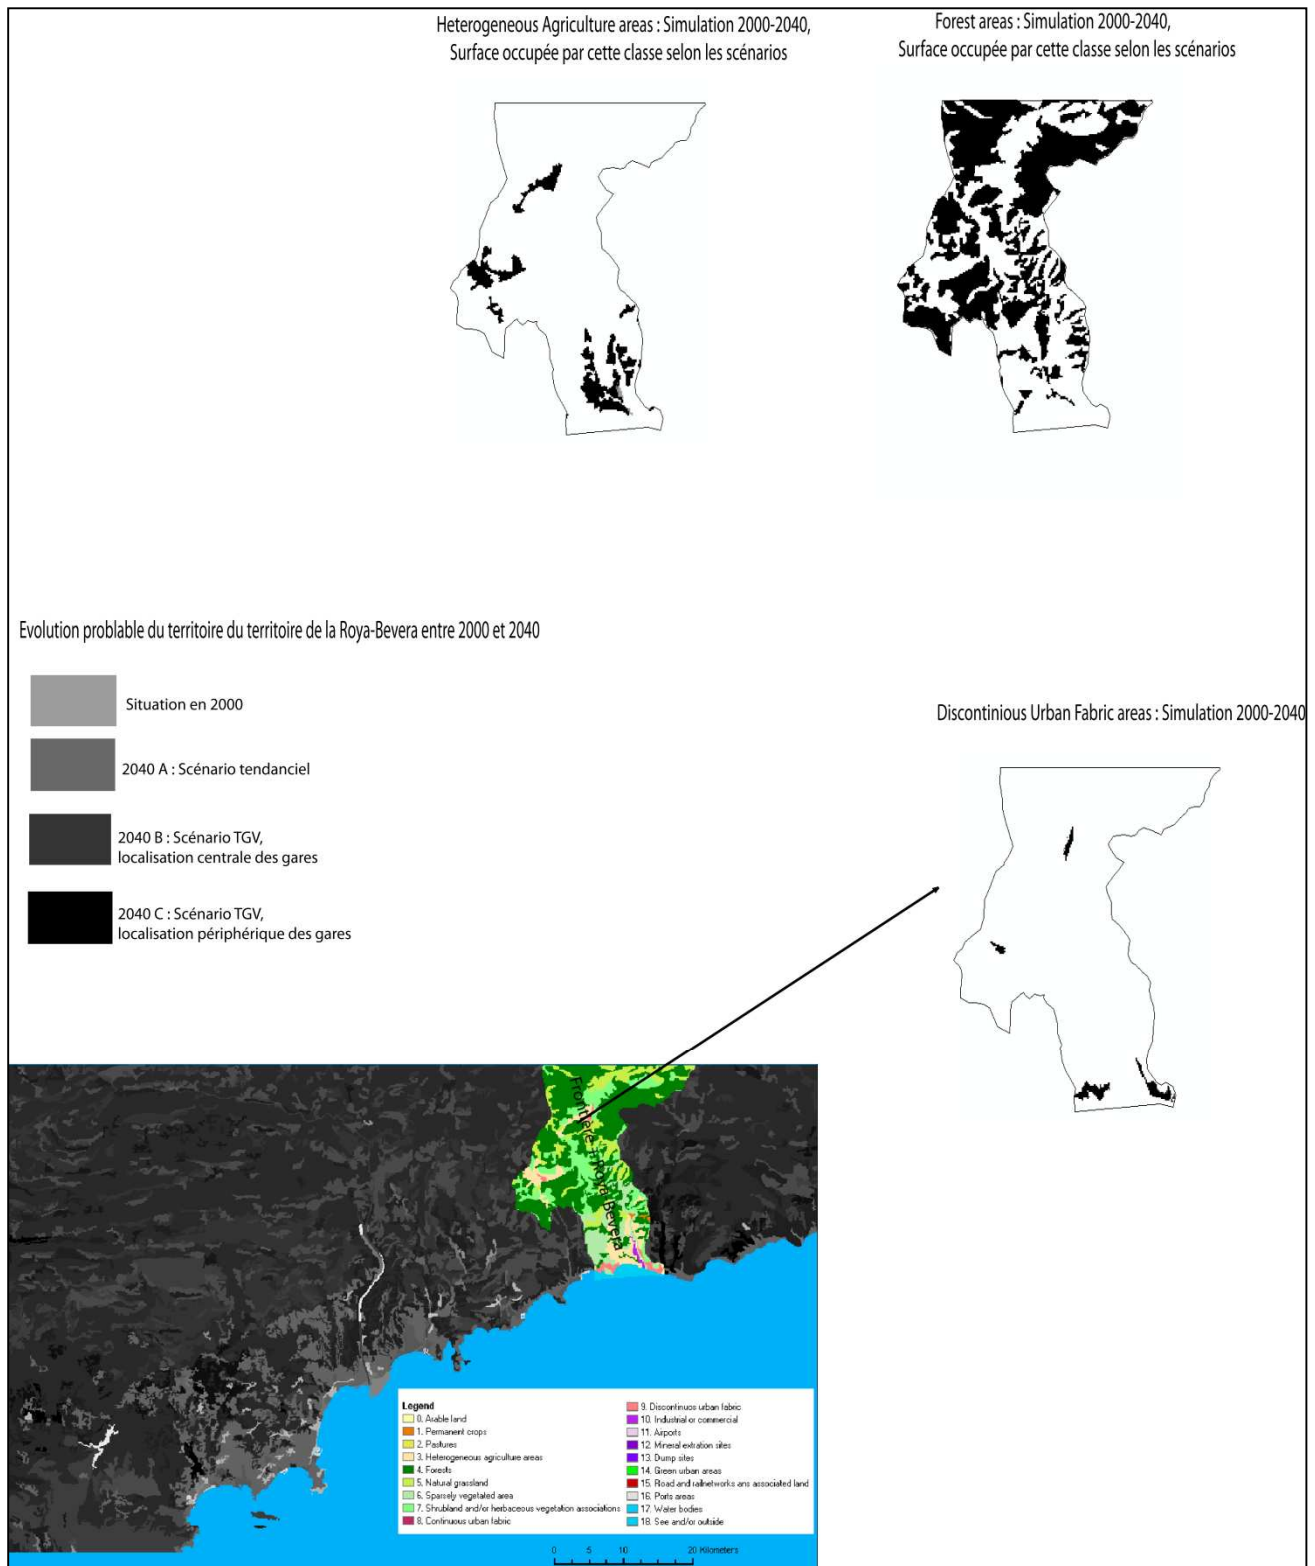 Heterogeneous Agriculture areas : Simulation 2000-2040,
Surface occupée par cette classe selon les scénarios
Forest areas : Simulation 2000-2040,
Surface occupée par cette classe selon les scénarios
Evolution problable du territoire du territoire de la Roya-Bevera entre 2000 et 2040
Situation en 2000
2040 A : Scénario tendanciel
2040 B : Scénario TGV,
localisation centrale des gares
2040 C : Scénario TGV,
localisation périphérique des gares
Discontinious Urban Fabric areas : Simulation 2000-2040
Roya Bevera
Legend
0. Arable land
1. Permanent crops
2. Pastures
3. Heterogeneous agriculture areas
4. Forests
5. Natural grassland
6. Sparsely vegetated area
7. Shrubland and/or herbaceous vegetation associations
8. Continuous urban fabric
9. Discontinuos urban fabric
10. Industrial or commercial
11. Airports
12. Mineral extration sites
13. Dump sites
14. Green urban areas
15. Road and railnetworks ans associated land
16. Ports areas
17. Water bodies
18. See and/or outside
0 5 10 20 Kilometers